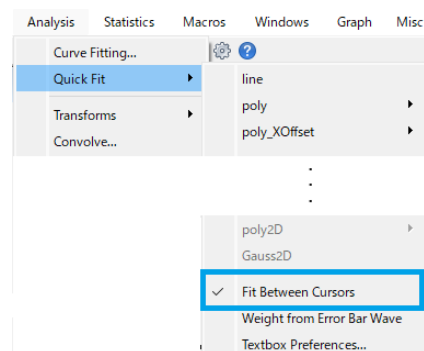 Analysis Statistics Macros Windows Graph Misc
Curve Fitting...
Quick Fit
Transforms
Convolve...
line
poly
poly_XOffset
poly2D
Gauss2D
Fit Between Cursors
Weight from Error Bar Wave
Textbox Preferences...